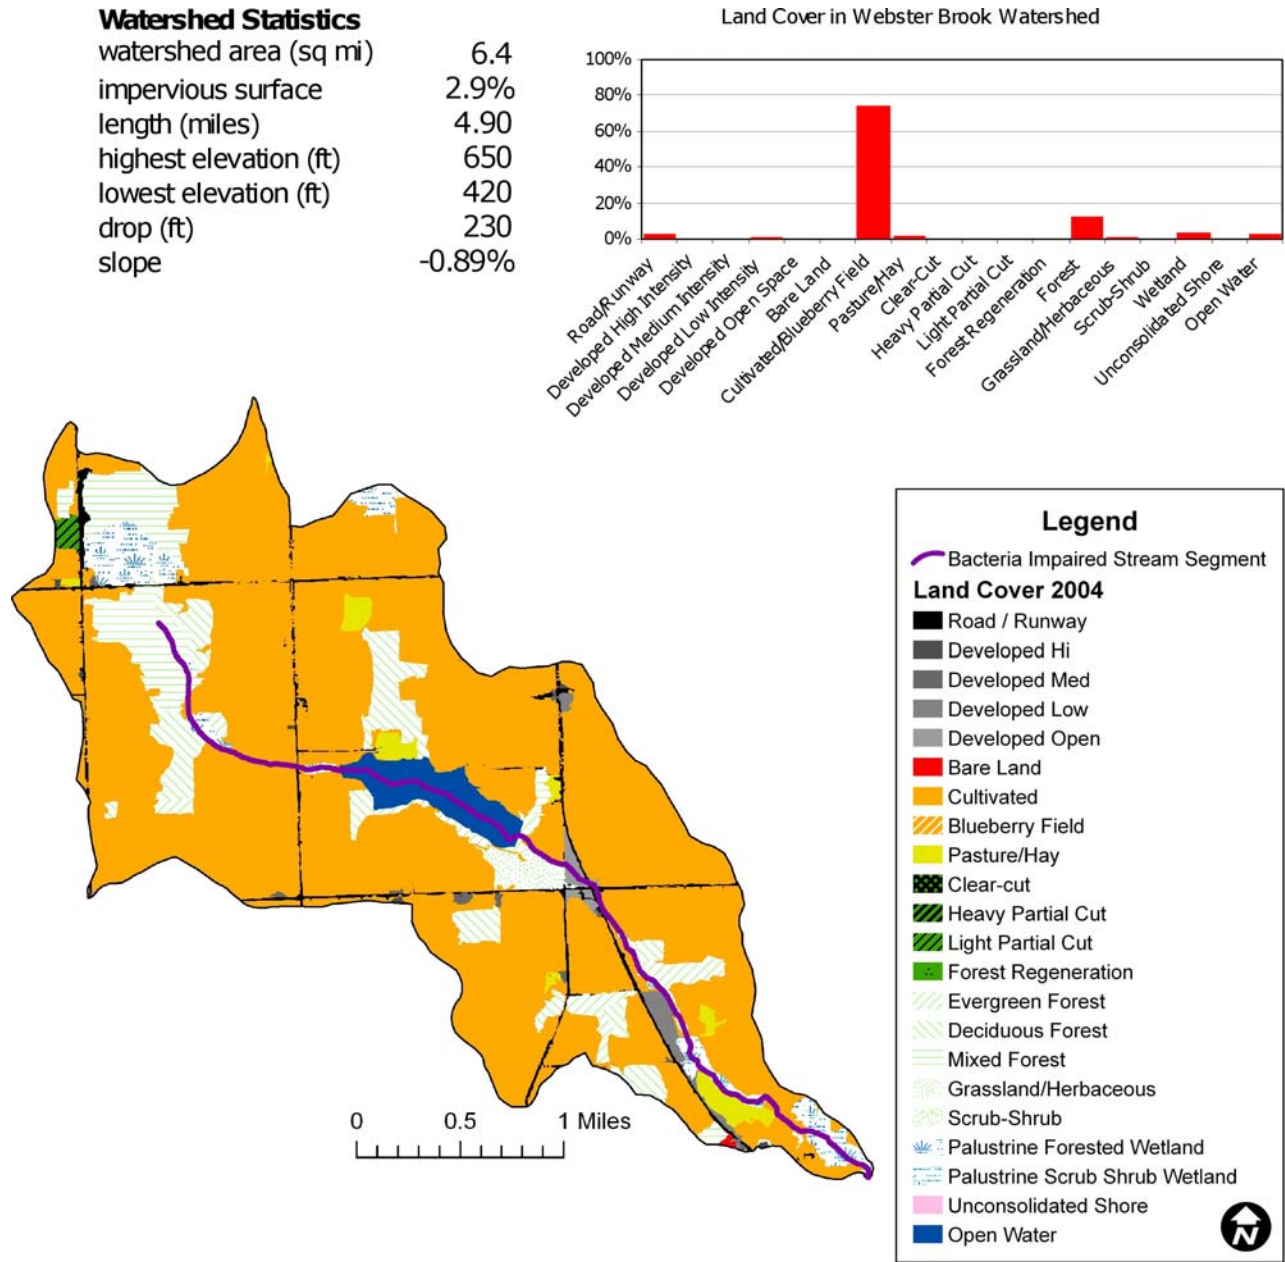 Watershed Statistics
watershed area (sq mi) 6.4
impervious surface 2.9%
length (miles) 4.90
highest elevation (ft) 650
lowest elevation (ft) 420
drop (ft) 230
slope -0.89%
Land Cover in Webster Brook Watershed
100%
80%
60%
40%
20%
0%
Road/Runway
Developed High Intensity
Developed Medium Intensity
Developed Low Intensity
Developed Open Space
Bare Land
Cultivated/Blueberry Field
Pasture/Hay
Clear-Cut
Heavy Partial Cut
Light Partial Cut
Forest Regeneration
Forest
Grassland/Herbaceous
Scrub-Shrub
Wetland
Unconsolidated Shore
Open Water
0 0.5 1 Miles
Legend
Bacteria Impaired Stream Segment
Land Cover 2004
Road / Runway
Developed Hi
Developed Med
Developed Low
Developed Open
Bare Land
Cultivated
Blueberry Field
Pasture/Hay
Clear-cut
Heavy Partial Cut
Light Partial Cut
Forest Regeneration
Evergreen Forest
Deciduous Forest
Mixed Forest
Grassland/Herbaceous
Scrub-Shrub
Palustrine Forested Wetland
Palustrine Scrub Shrub Wetland
Unconsolidated Shore
Open Water
N